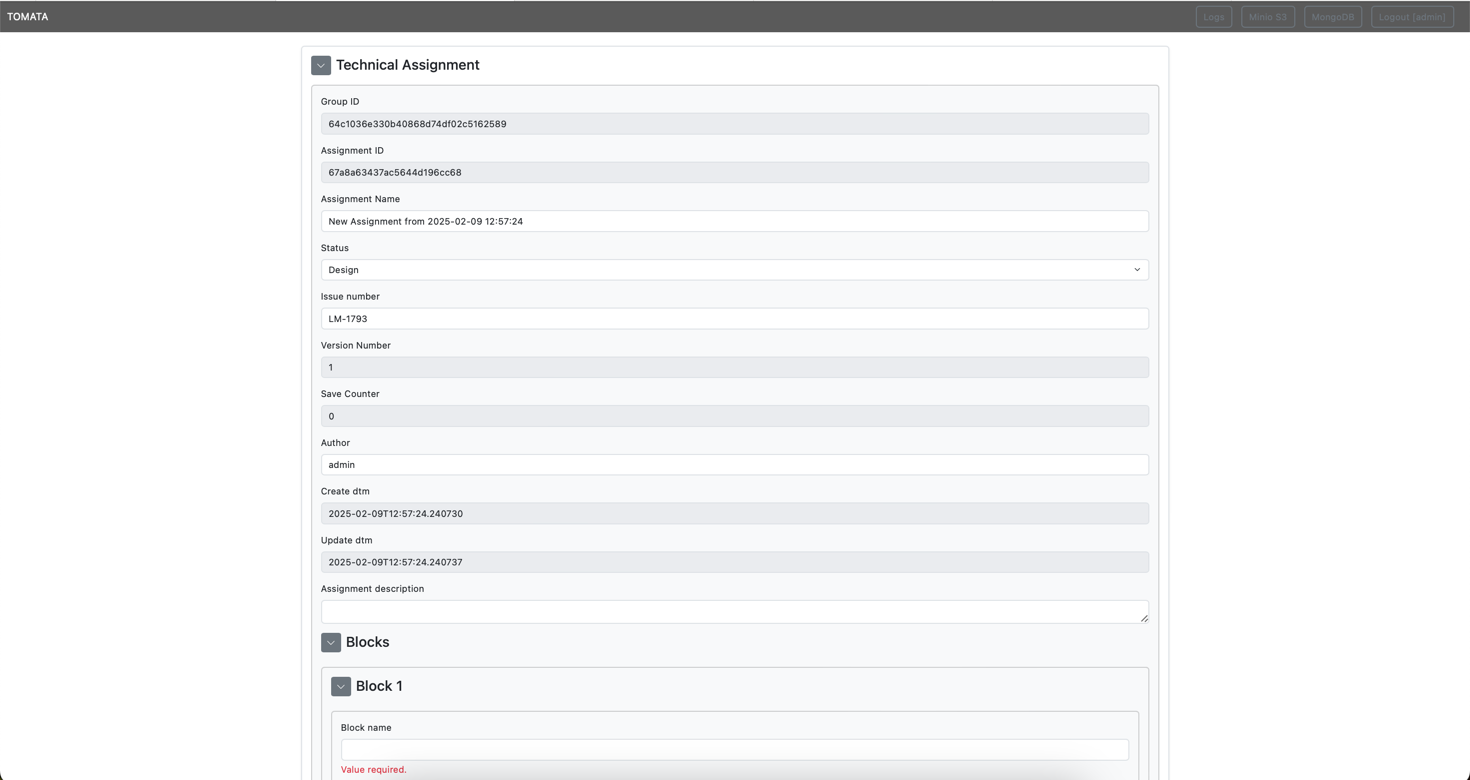 TOMATA
Logs
Minio S3
MongoDB
Logout [admin]
Technical Assignment
Group ID
64c1036e330b40868d74df02c5162589
Assignment ID
67a8a63437ac5644d196cc68
Assignment Name
New Assignment from 2025-02-09 12:57:24
Status
Design
Issue number
LM-1793
Version Number
1
Save Counter
0
Author
admin
Create dtm
2025-02-09T12:57:24.240730
Update dtm
2025-02-09T12:57:24.240737
Assignment description
Blocks
Block 1
Block name
Value required.